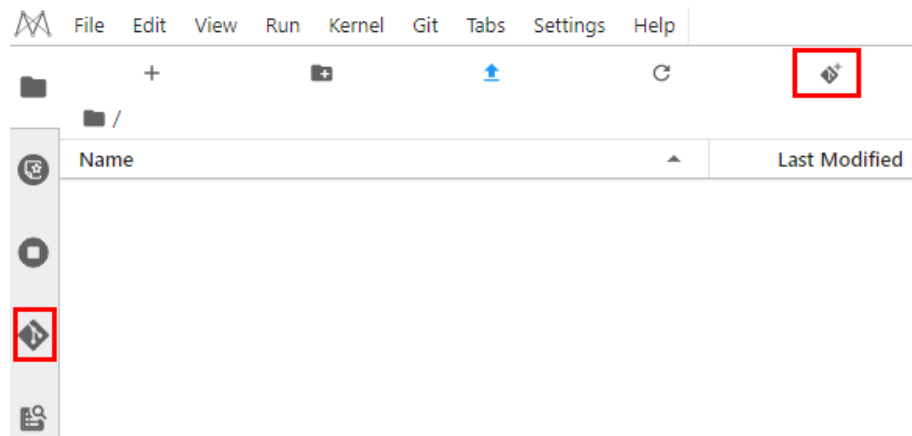 File Edit View Run Kernel Git Tabs Settings Help
/
Name Last Modified